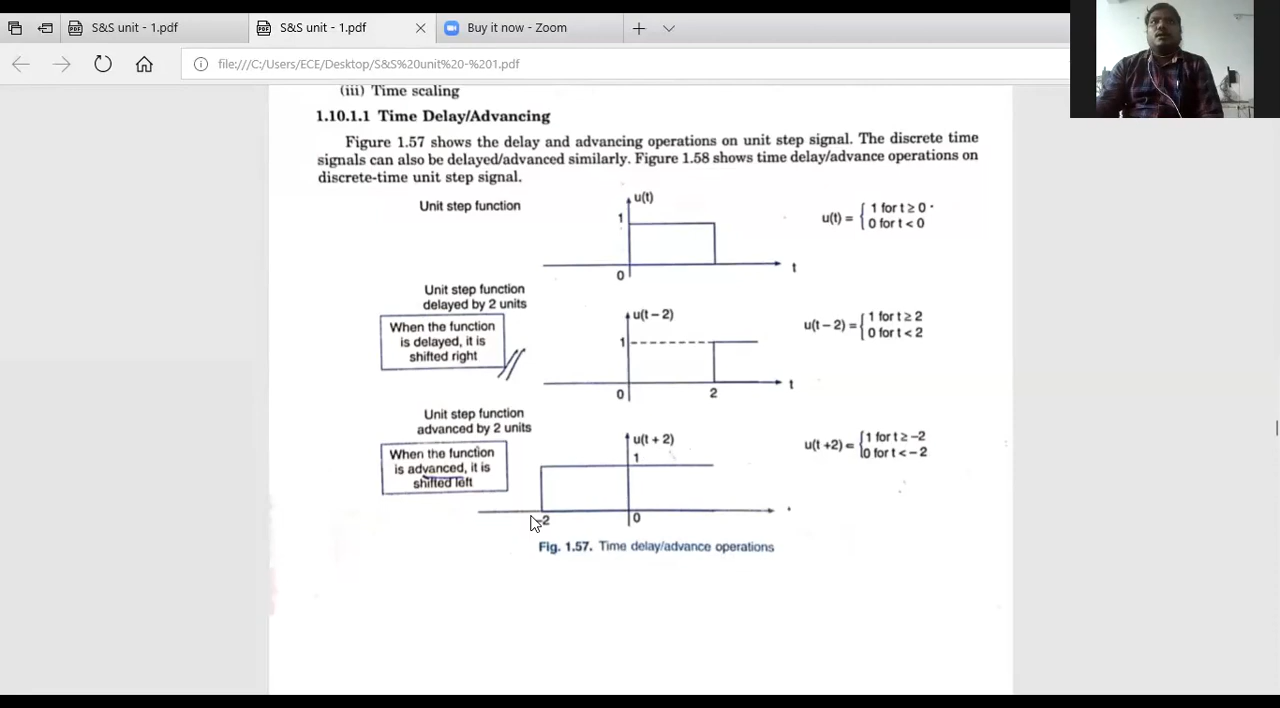 S&S unit - 1.pdf
S&S unit - 1.pdf
Buy it now - Zoom
file:///C:/Users/ECE/Desktop/S&S%20unit%20-%201.pdf
(iii) Time scaling
1.10.1.1 Time Delay/Advancing
Figure 1.57 shows the delay and advancing operations on unit step signal. The discrete time
signals can also be delayed/advanced similarly. Figure 1.58 shows time delay/advance operations on
discrete-time unit step signal.
Unit step function
u(t)
1
0
t
u(t) = { 1 for t ≥ 0
0 for t < 0
Unit step function
delayed by 2 units
When the function
is delayed, it is
shifted right
u(t – 2)
1
0
2
t
u(t – 2) = { 1 for t ≥ 2
0 for t < 2
Unit step function
advanced by 2 units
When the function
is advanced, it is
shifted left
u(t + 2)
1
–2
0
u(t +2) = { 1 for t ≥ –2
0 for t < – 2
Fig. 1.57. Time delay/advance operations